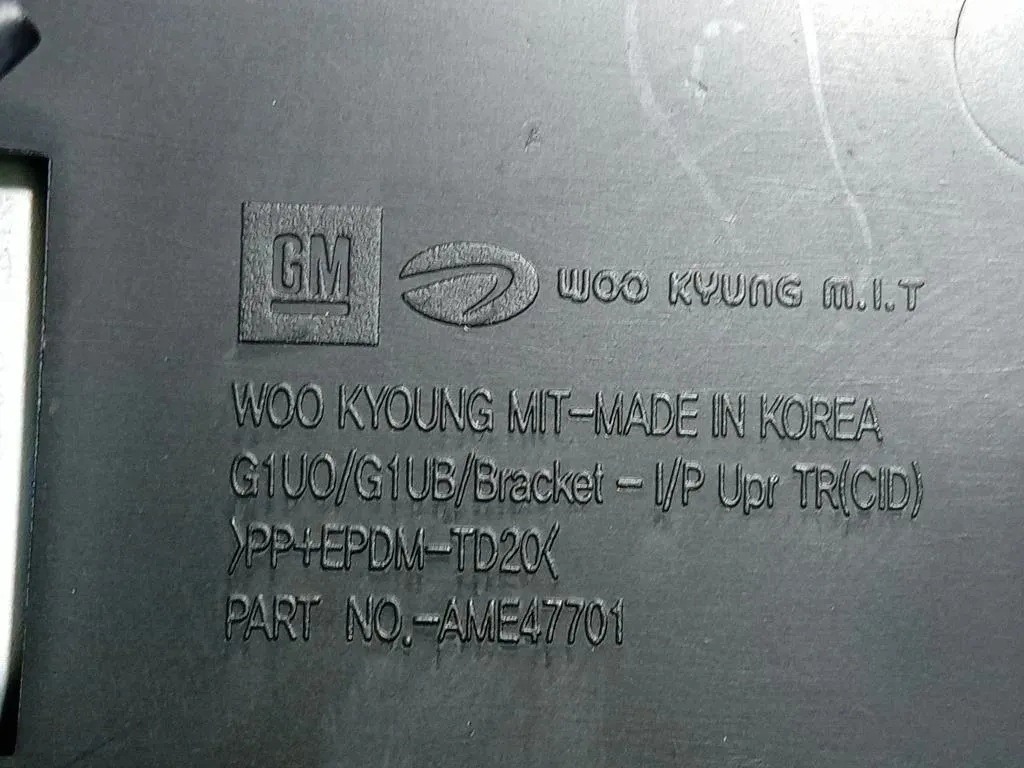 GM WOO KYUNG M.I.T
WOO KYOUNG MIT-MADE IN KOREA
G1UO/G1UB/Bracket - I/P Upr TR(CID)
>PP+EPDM-TD20<
PART NO.-AME47701